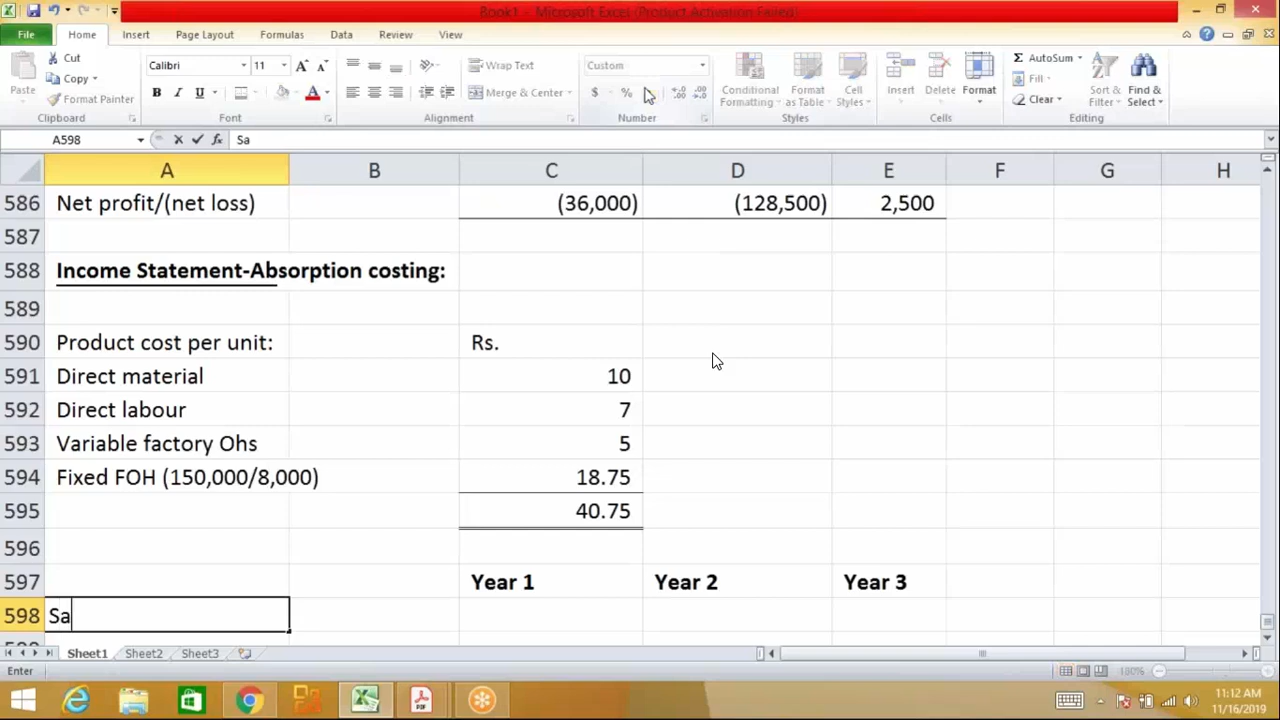 Book1 - Microsoft Excel (Product Activation Failed)
File Home Insert Page Layout Formulas Data Review View
Paste Cut Copy Format Painter Clipboard
Calibri 11 A A B I U A Font
Wrap Text Merge & Center Alignment
Custom $ % Number
Conditional Formatting Format as Table Cell Styles Styles
Insert Delete Format Cells
Σ AutoSum Fill Clear Sort & Filter Find & Select Editing
A598 fx Sa
A B C D E F G H
586 Net profit/(net loss) (36,000) (128,500) 2,500
587
588 Income Statement-Absorption costing:
589
590 Product cost per unit: Rs.
591 Direct material 10
592 Direct labour 7
593 Variable factory Ohs 5
594 Fixed FOH (150,000/8,000) 18.75
595 40.75
596
597 Year 1 Year 2 Year 3
598 Sa
Sheet1 Sheet2 Sheet3
Enter 180%
11:12 AM
11/16/2019